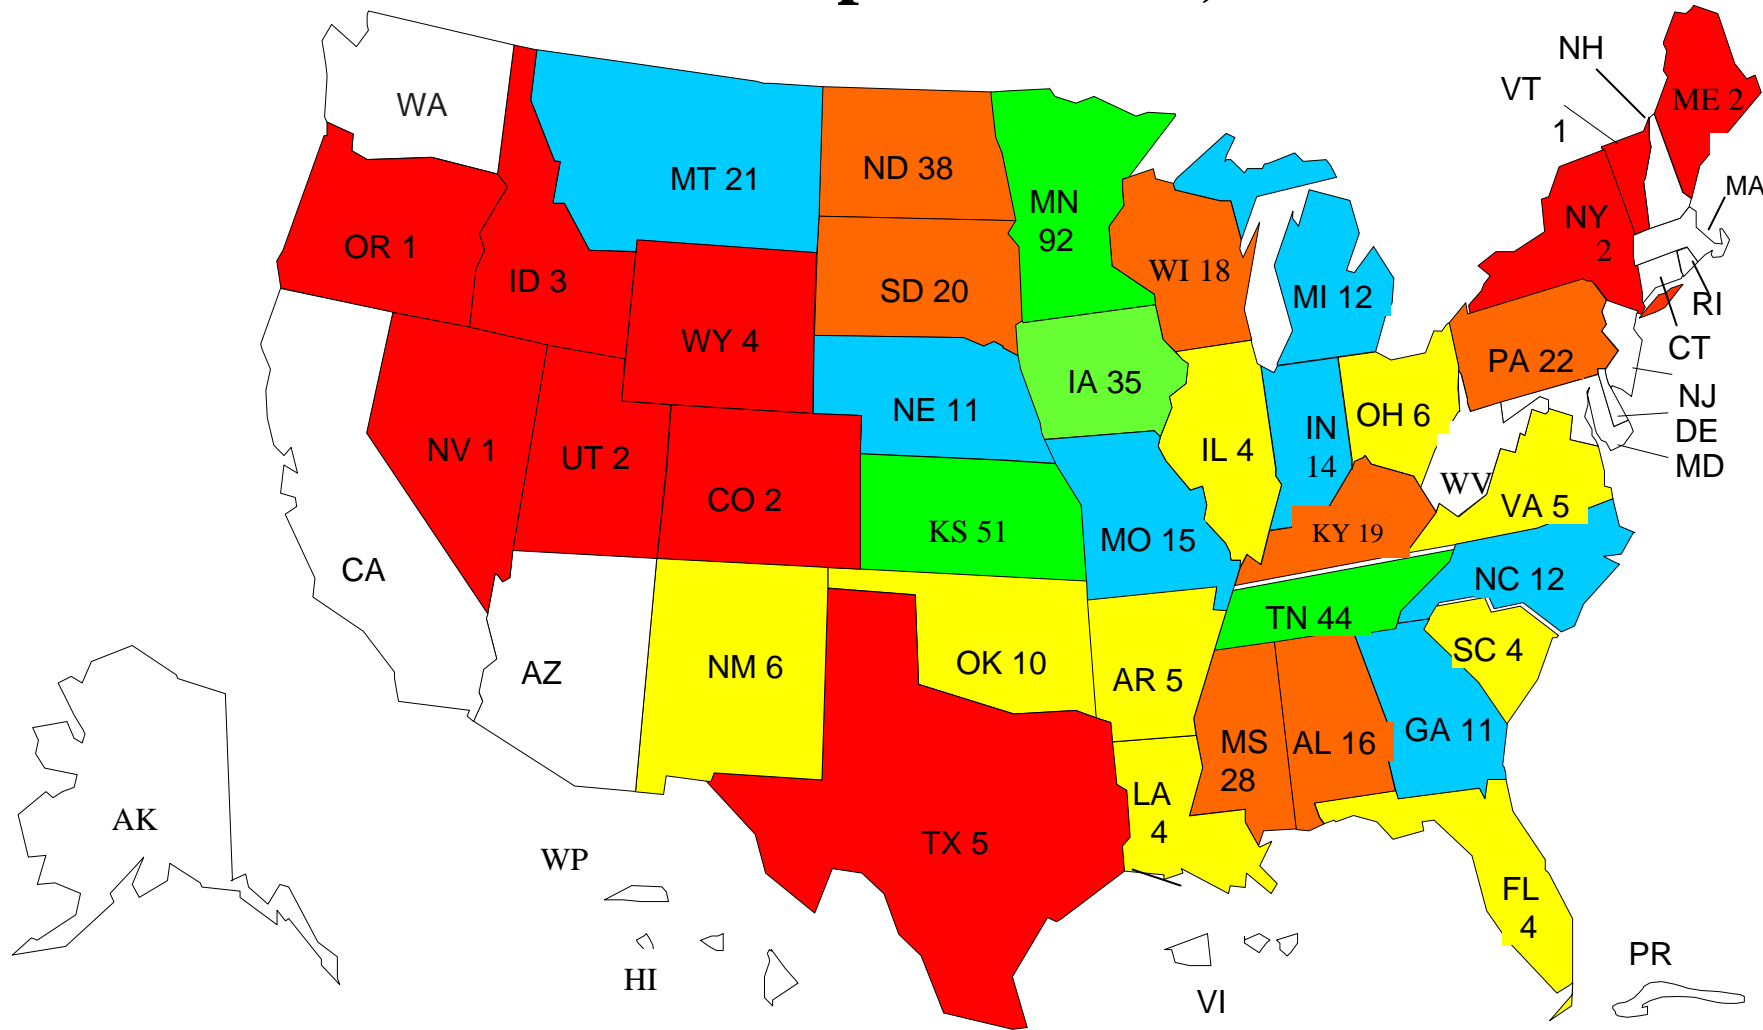 NH
VT
1
ME 2
WA
MA
MT 21
ND 38
MN
92
NY
2
OR 1
ID 3
SD 20
WI 18
MI 12
RI
WY 4
CT
PA 22
IA 35
NJ
NE 11
OH 6
DE
IN
14
MD
NV 1
UT 2
IL 4
WV
CO 2
VA 5
KS 51
MO 15
KY 19
CA
NC 12
TN 44
SC 4
AZ
NM 6
OK 10
AR 5
GA 11
MS
28
AL 16
LA
4
AK
TX 5
WP
FL
4
PR
HI
VI